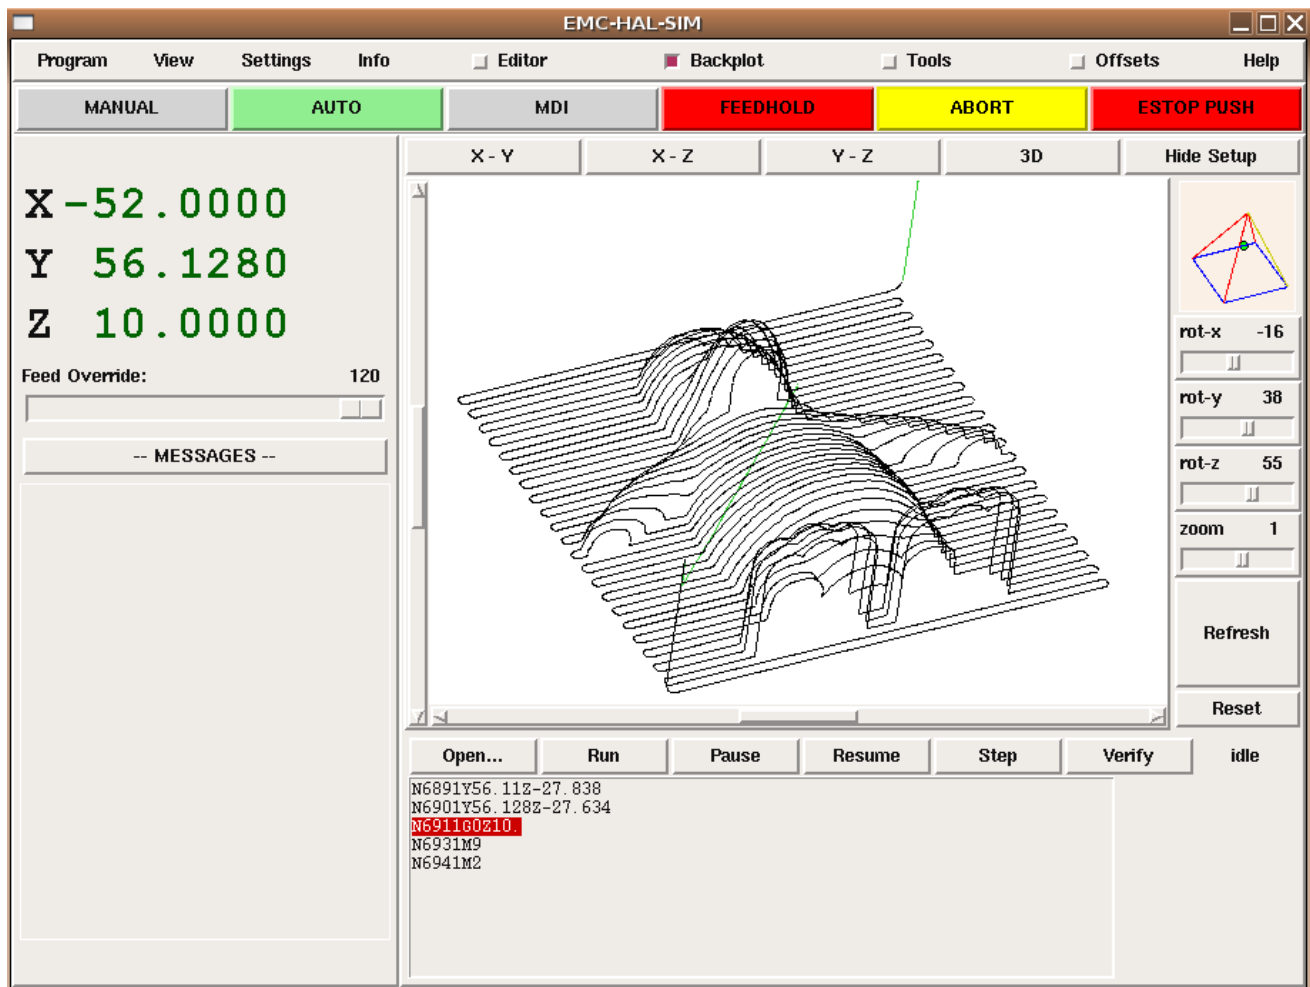 EMC-HAL-SIM
Program View Settings Info Editor Backplot Tools Offsets Help
MANUAL AUTO MDI FEEDHOLD ABORT ESTOP PUSH
X - Y X - Z Y - Z 3D Hide Setup
X -52.0000
Y 56.1280
Z 10.0000
Feed Override: 120
-- MESSAGES --
rot-x -16
rot-y 38
rot-z 55
zoom 1
Refresh
Reset
Open... Run Pause Resume Step Verify idle
N6891Y56.11Z-27.838
N6901Y56.128Z-27.634
N6911G0Z10.
N6931M9
N6941M2